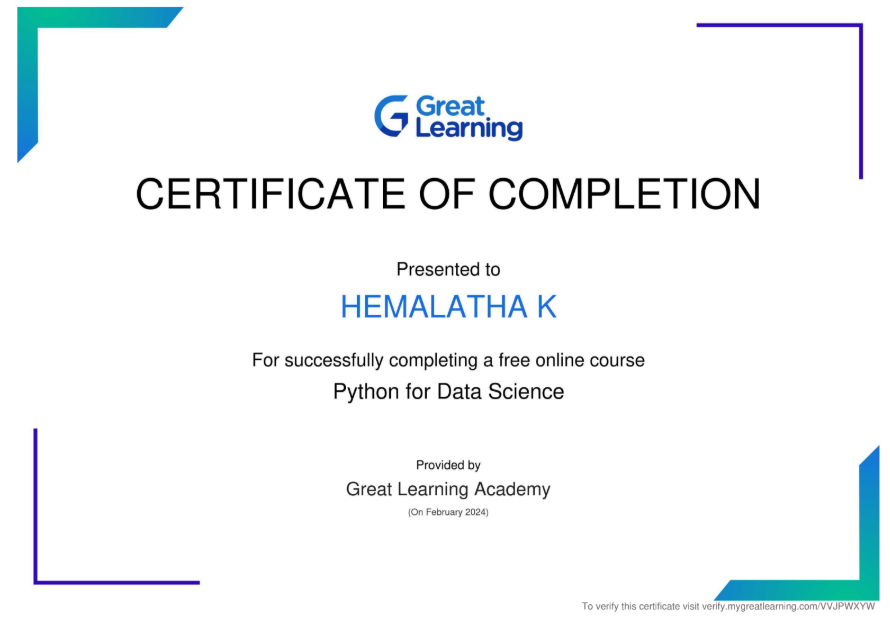 Great
Learning
CERTIFICATE OF COMPLETION
Presented to
HEMALATHA K
For successfully completing a free online course
Python for Data Science
Provided by
Great Learning Academy
(On February 2024)
To verify this certificate visit verify.mygreatlearning.com/VVJPWXYW